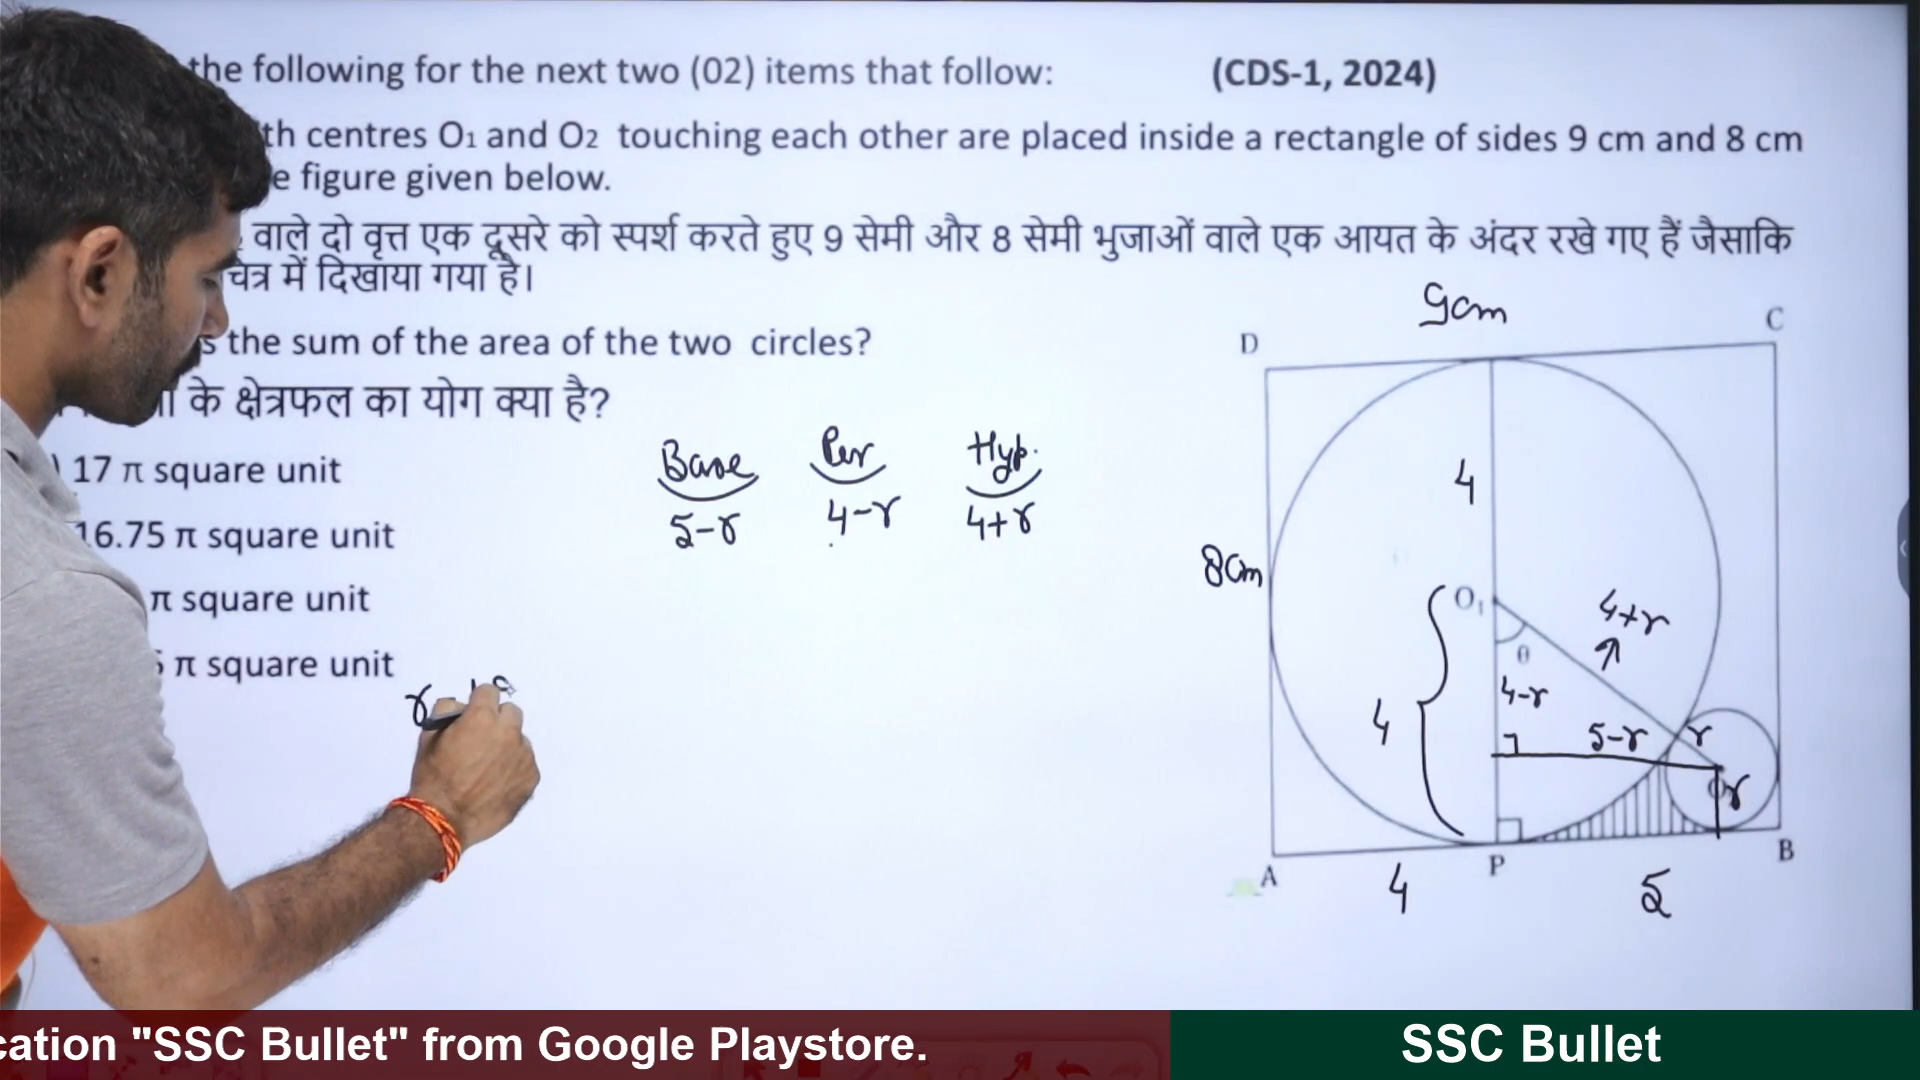 the following for the next two (02) items that follow: (CDS-1, 2024)
th centres O1 and O2 touching each other are placed inside a rectangle of sides 9 cm and 8 cm
e figure given below.
वाले दो वृत्त एक दूसरे को स्पर्श करते हुए 9 सेमी और 8 सेमी भुजाओं वाले एक आयत के अंदर रखे गए हैं जैसाकि
चित्र में दिखाया गया है।
s the sum of the area of the two circles?
के क्षेत्रफल का योग क्या है?
17 π square unit
16.75 π square unit
π square unit
π square unit
Base Per Hyp.
5-r 4-r 4+r
r
9cm
D C
4
8cm
O1
4+r
θ
4-r
4
5-r r
r
A P B
4 5
cation "SSC Bullet" from Google Playstore.
SSC Bullet